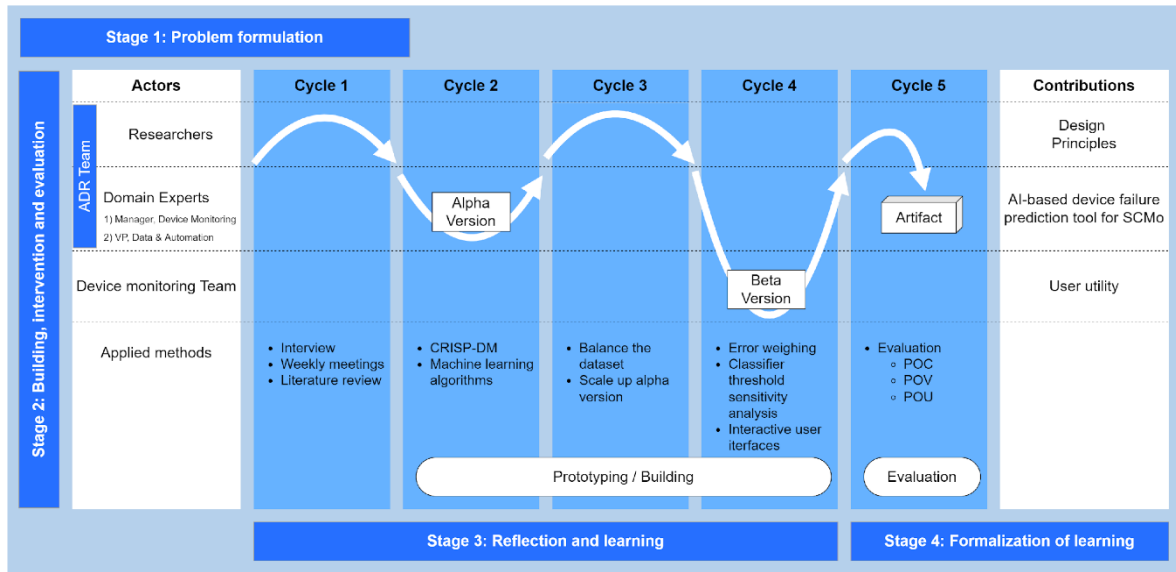 Stage 1: Problem formulation
Stage 2: Building, intervention and evaluation
Actors
Cycle 1
Cycle 2
Cycle 3
Cycle 4
Cycle 5
Contributions
ADR Team
Researchers
Design
Principles
Domain Experts
1) Manager, Device Monitoring
2) VP, Data & Automation
Alpha
Version
Artifact
AI-based device failure
prediction tool for SCMo
Device monitoring Team
Beta
Version
User utility
Applied methods
• Interview
• Weekly meetings
• Literature review
• CRISP-DM
• Machine learning
algorithms
• Balance the
dataset
• Scale up alpha
version
• Error weighing
• Classifier
threshold
sensitivity
analysis
• Interactive user
iterfaces
• Evaluation
○ POC
○ POV
○ POU
Prototyping / Building
Evaluation
Stage 3: Reflection and learning
Stage 4: Formalization of learning